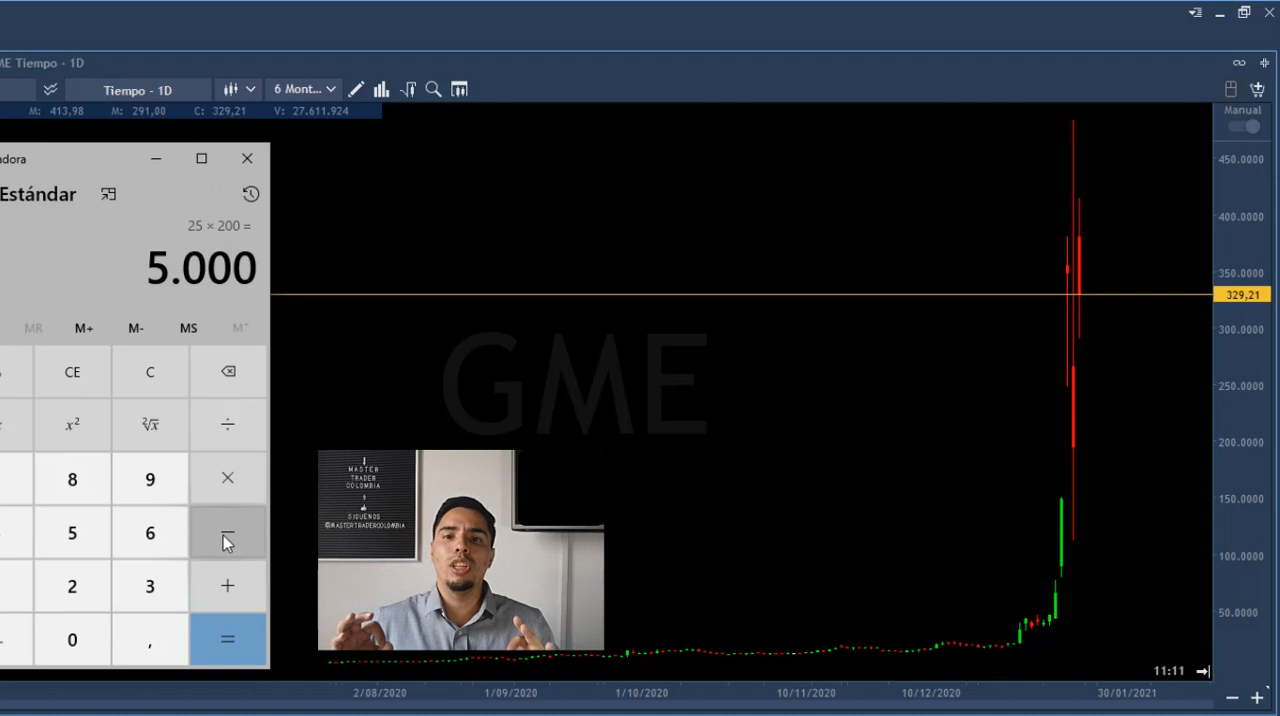 ME Tiempo - 1D
Tiempo - 1D
6 Mont...
M: 413,98 M: 291,00 C: 329,21 V: 27.611.924
Manual
adora
Estándar
25 × 200 =
5.000
MR M+ M- MS M˅
CE C
x² ²√x ÷
8 9 ×
5 6 −
2 3 +
0 , =
GME
MASTER
TRADER
COLOMBIA
SIGUENOS
@MASTERTRADERCOLOMBIA
450.0000
400.0000
350.0000
329,21
300.0000
250.0000
200.0000
150.0000
100.0000
50.0000
11:11
2/08/2020 1/09/2020 1/10/2020 10/11/2020 10/12/2020 30/01/2021